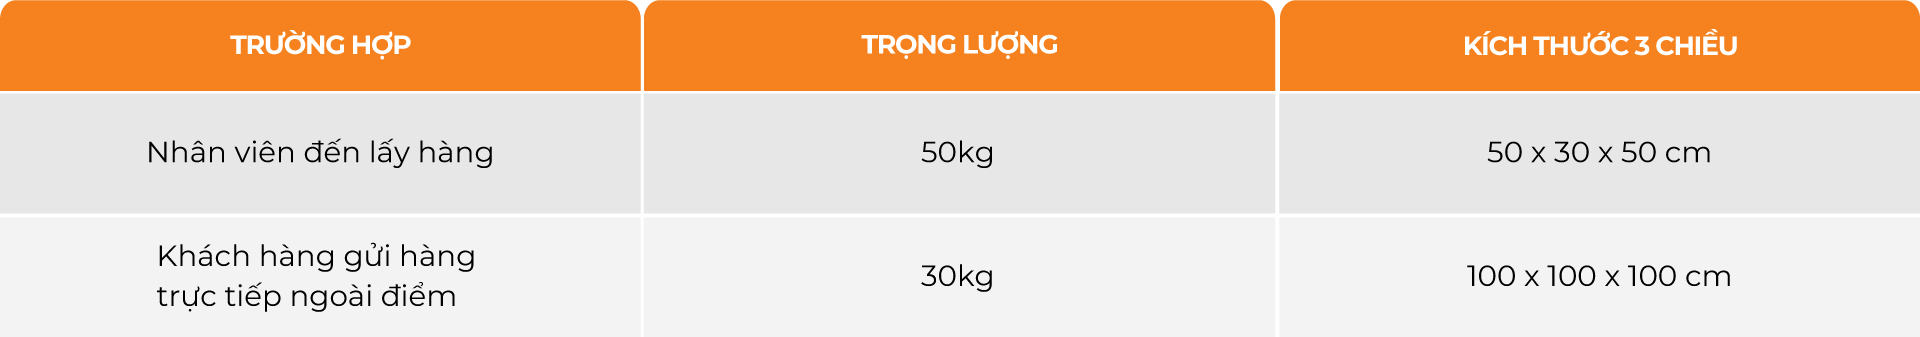 TRƯỜNG HỢP
TRỌNG LƯỢNG
KÍCH THƯỚC 3 CHIỀU
Nhân viên đến lấy hàng
50kg
50 x 30 x 50 cm
Khách hàng gửi hàng
trực tiếp ngoài điểm
30kg
100 x 100 x 100 cm